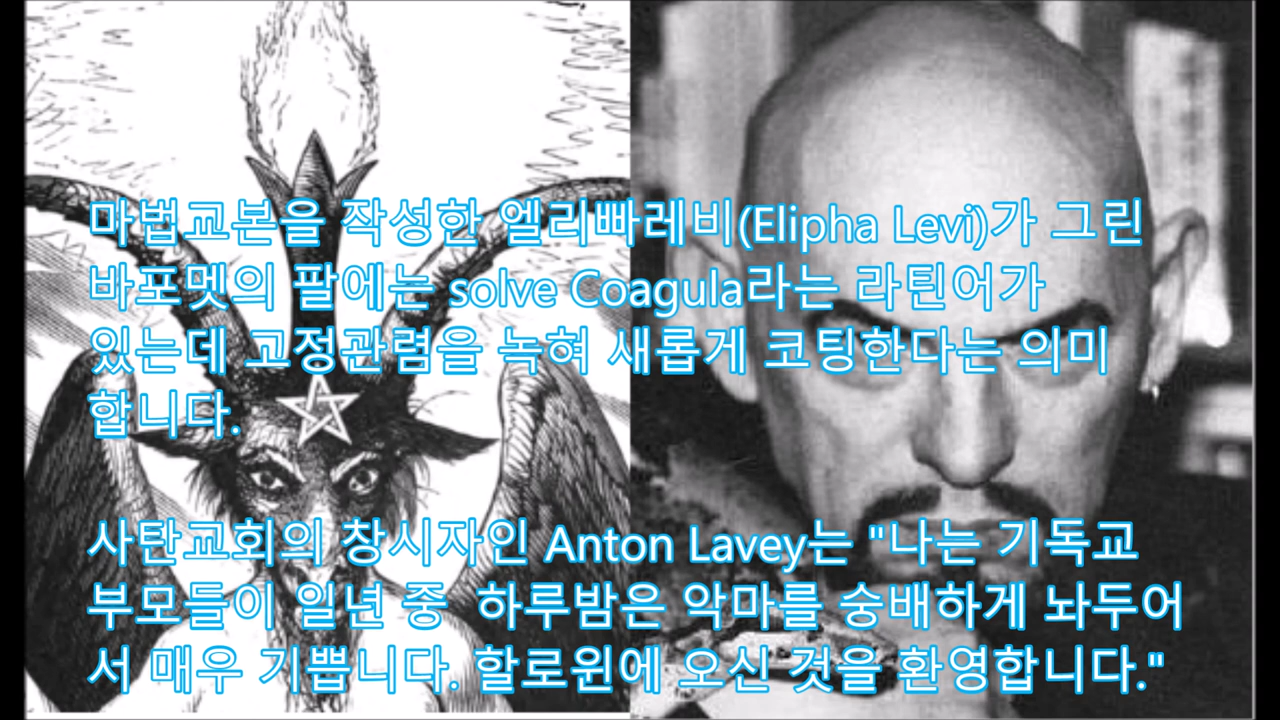 마법교본을 작성한 엘리빠레비(Elipha Levi)가 그린
바포멧의 팔에는 solve Coagula라는 라틴어가
있는데 고정관렴을 녹혀 새롭게 코팅한다는 의미
합니다.
사탄교회의 창시자인 Anton Lavey는 "나는 기독교
부모들이 일년 중 하루밤은 악마를 숭배하게 놔두어
서 매우 기쁩니다. 할로윈에 오신 것을 환영합니다."